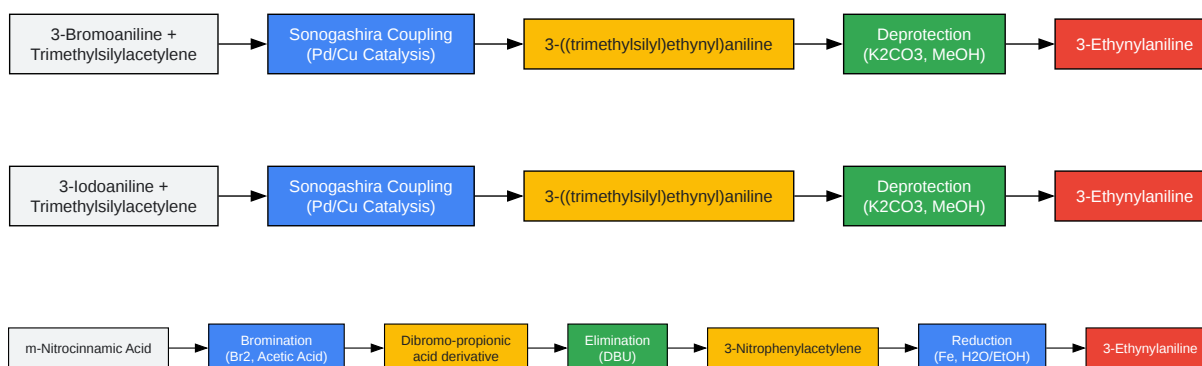 3-Bromoaniline +
Trimethylsilylacetylene
Sonogashira Coupling
(Pd/Cu Catalysis)
3-((trimethylsilyl)ethynyl)aniline
Deprotection
(K2CO3, MeOH)
3-Ethynylaniline
3-Iodoaniline +
Trimethylsilylacetylene
Sonogashira Coupling
(Pd/Cu Catalysis)
3-((trimethylsilyl)ethynyl)aniline
Deprotection
(K2CO3, MeOH)
3-Ethynylaniline
m-Nitrocinnamic Acid
Bromination
(Br2, Acetic Acid)
Dibromo-propionic
acid derivative
Elimination
(DBU)
3-Nitrophenylacetylene
Reduction
(Fe, H2O/EtOH)
3-Ethynylaniline